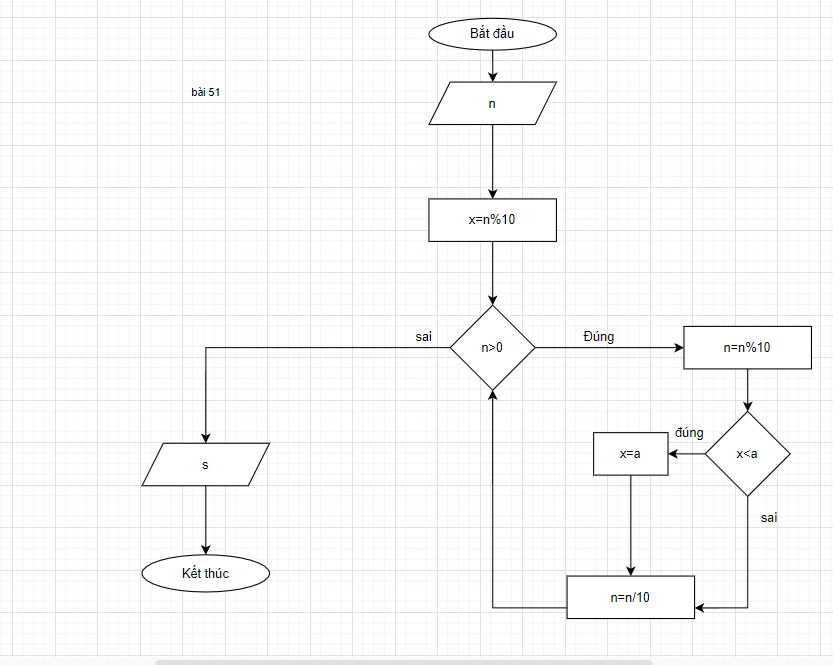 Bắt đầu
bài 51
n
x=n%10
sai
n>0
Đúng
n=n%10
đúng
x=a
x<a
s
sai
Kết thúc
n=n/10